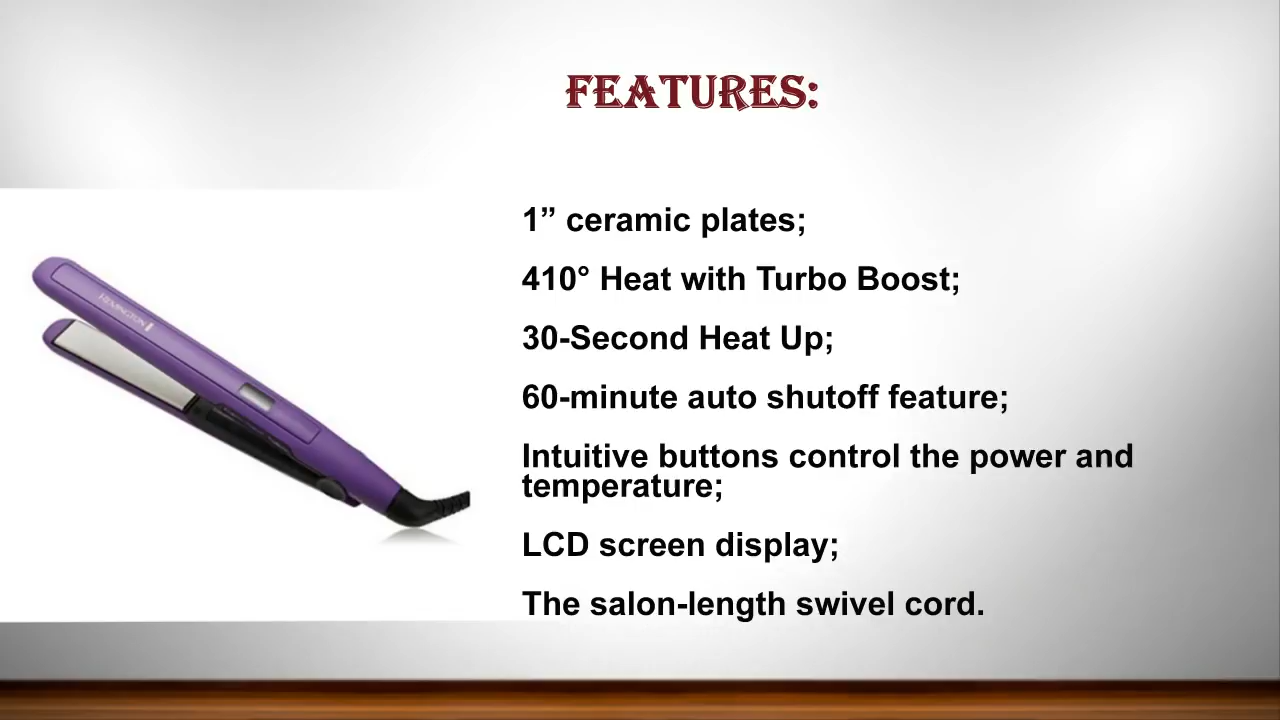 FEATURES:
1” ceramic plates;
410° Heat with Turbo Boost;
30-Second Heat Up;
60-minute auto shutoff feature;
Intuitive buttons control the power and
temperature;
LCD screen display;
The salon-length swivel cord.
REMINGTON